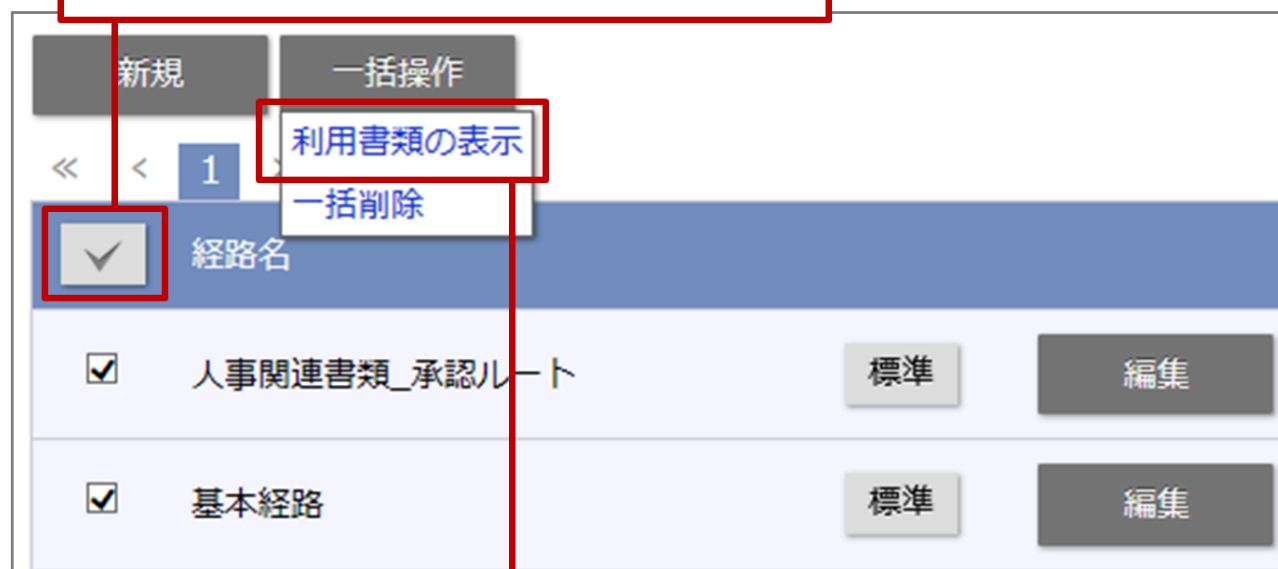 新規 一括操作
利用書類の表示
« < 1 >
一括削除
経路名
人事関連書類_承認ルート 標準 編集
基本経路 標準 編集